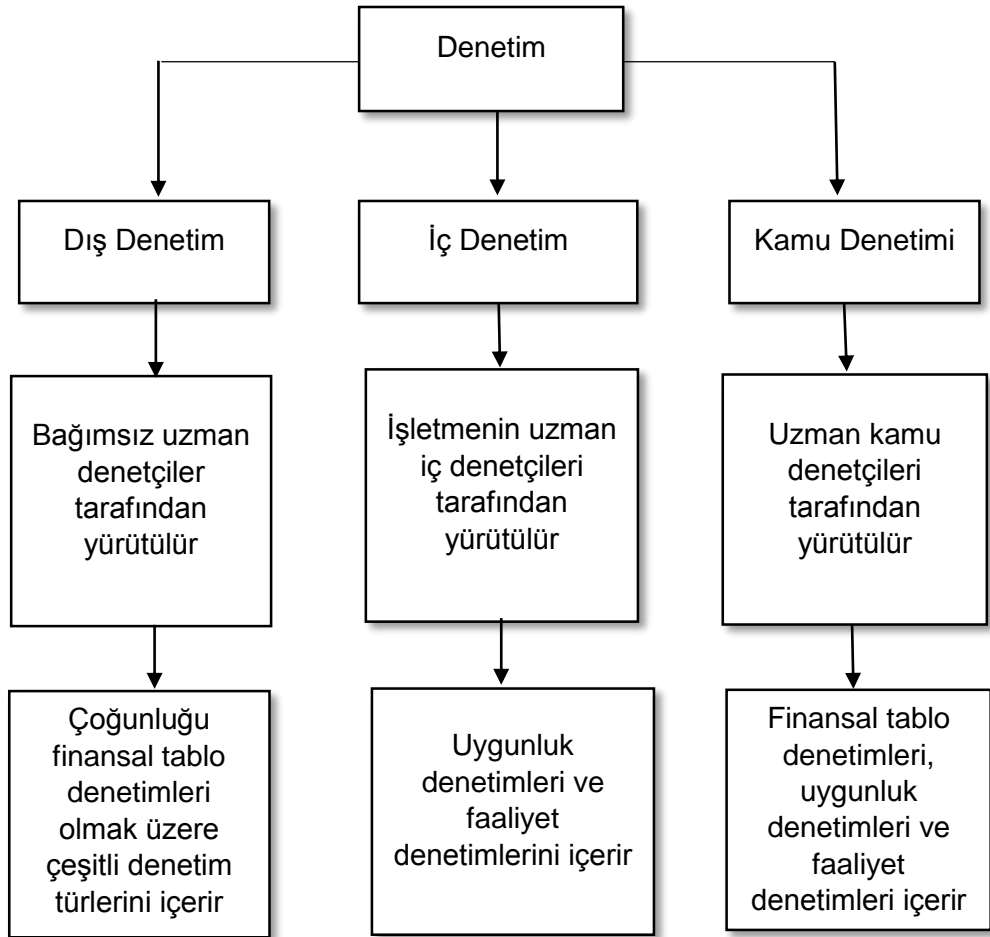 Denetim
Dış Denetim
İç Denetim
Kamu Denetimi
Bağımsız uzman
denetçiler
tarafından
yürütülür
İşletmenin uzman
iç denetçileri
tarafından
yürütülür
Uzman kamu
denetçileri
tarafından
yürütülür
Çoğunluğu
finansal tablo
denetimleri
olmak üzere
çeşitli denetim
türlerini içerir
Uygunluk
denetimleri ve
faaliyet
denetimlerini içerir
Finansal tablo
denetimleri,
uygunluk
denetimleri ve
faaliyet
denetimleri içerir